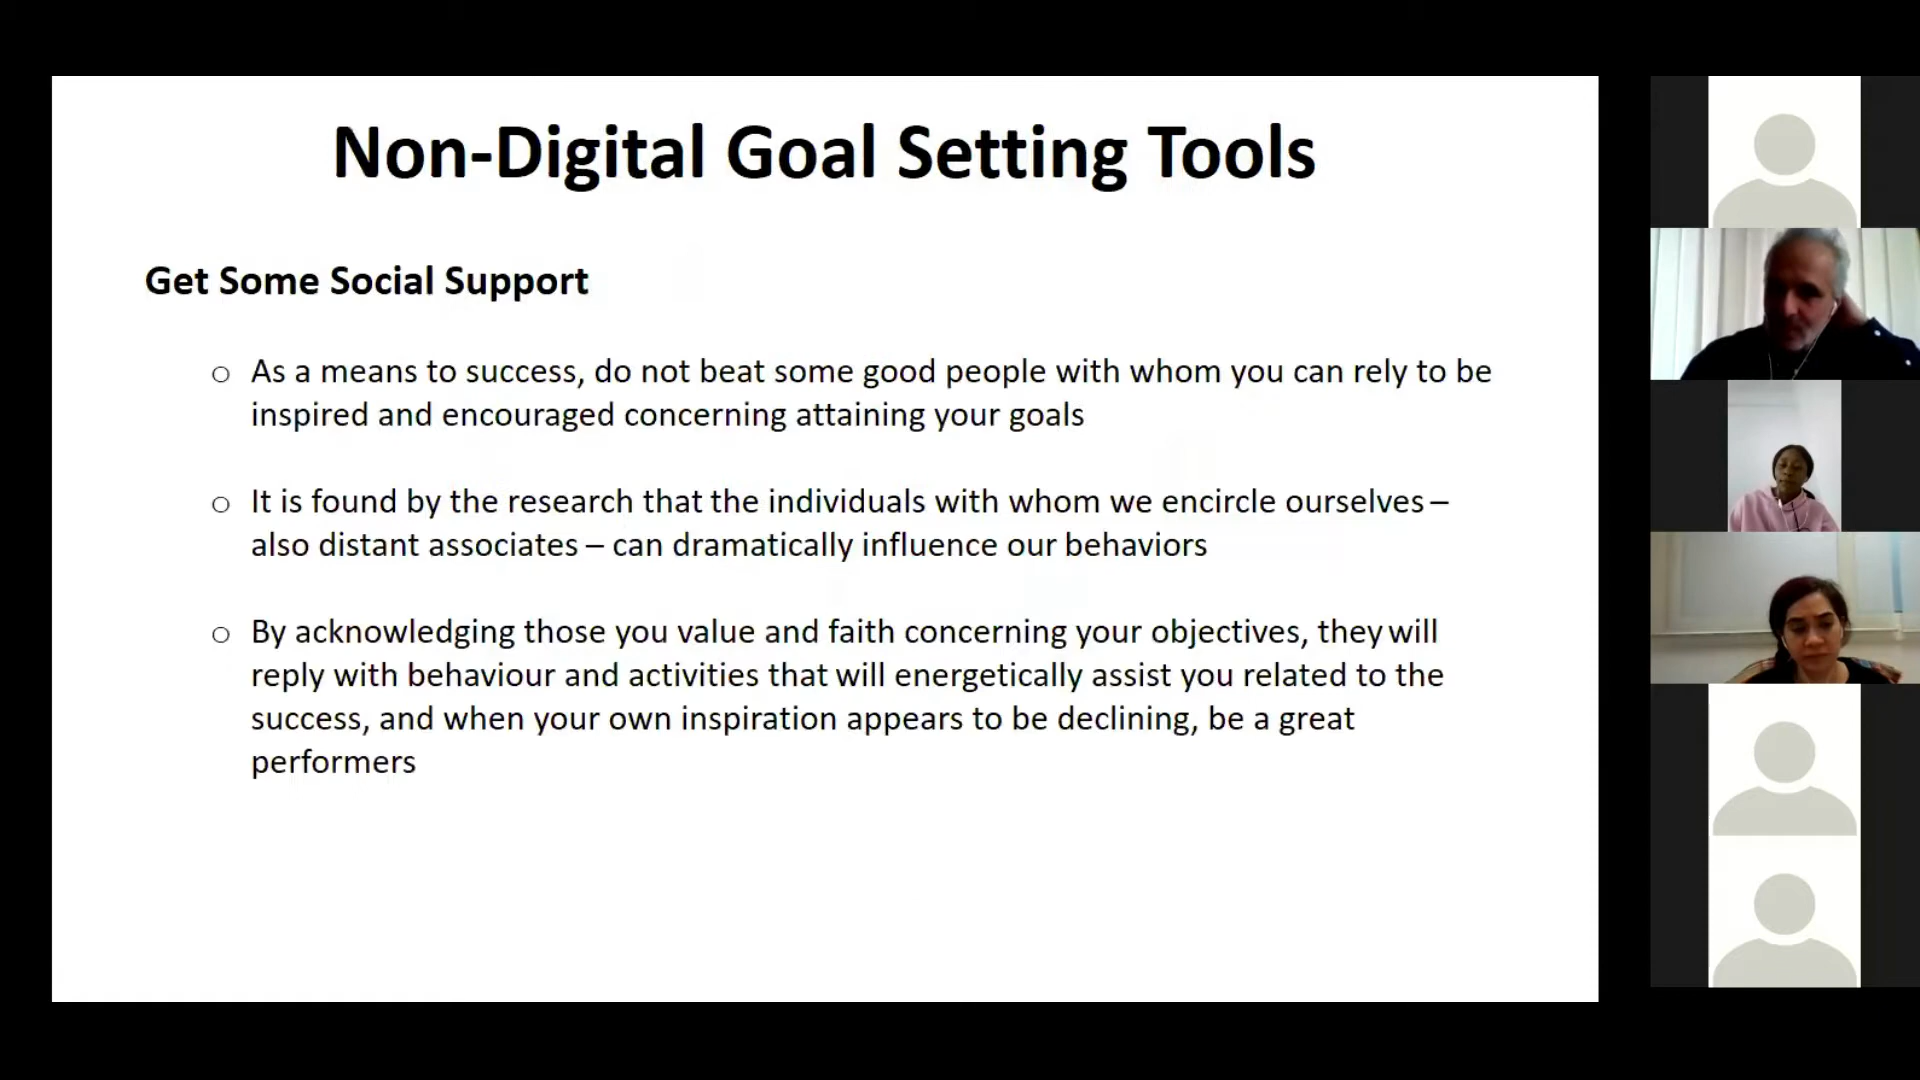 Non-Digital Goal Setting Tools
Get Some Social Support
o As a means to success, do not beat some good people with whom you can rely to be
inspired and encouraged concerning attaining your goals
o It is found by the research that the individuals with whom we encircle ourselves –
also distant associates – can dramatically influence our behaviors
o By acknowledging those you value and faith concerning your objectives, they will
reply with behaviour and activities that will energetically assist you related to the
success, and when your own inspiration appears to be declining, be a great
performers